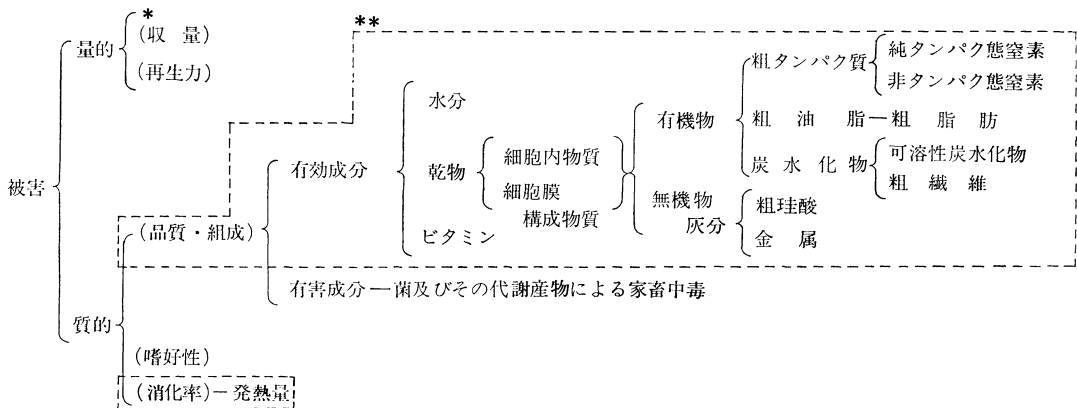 *
**
(収 量)
量的
(再生力)
純タンパク態窒素
粗タンパク質
非タンパク態窒素
水分
有機物
粗 油 脂—粗 脂 肪
可溶性炭水化物
炭 水 化 物
粗 繊 維
有効成分
乾物
細胞内物質
細胞膜
構成物質
無機物
灰分
粗珪酸
金 属
被害
(品質・組成)
ビタミン
有害成分—菌及びその代謝産物による家畜中毒
質的
(嗜好性)
(消化率)—発熱量